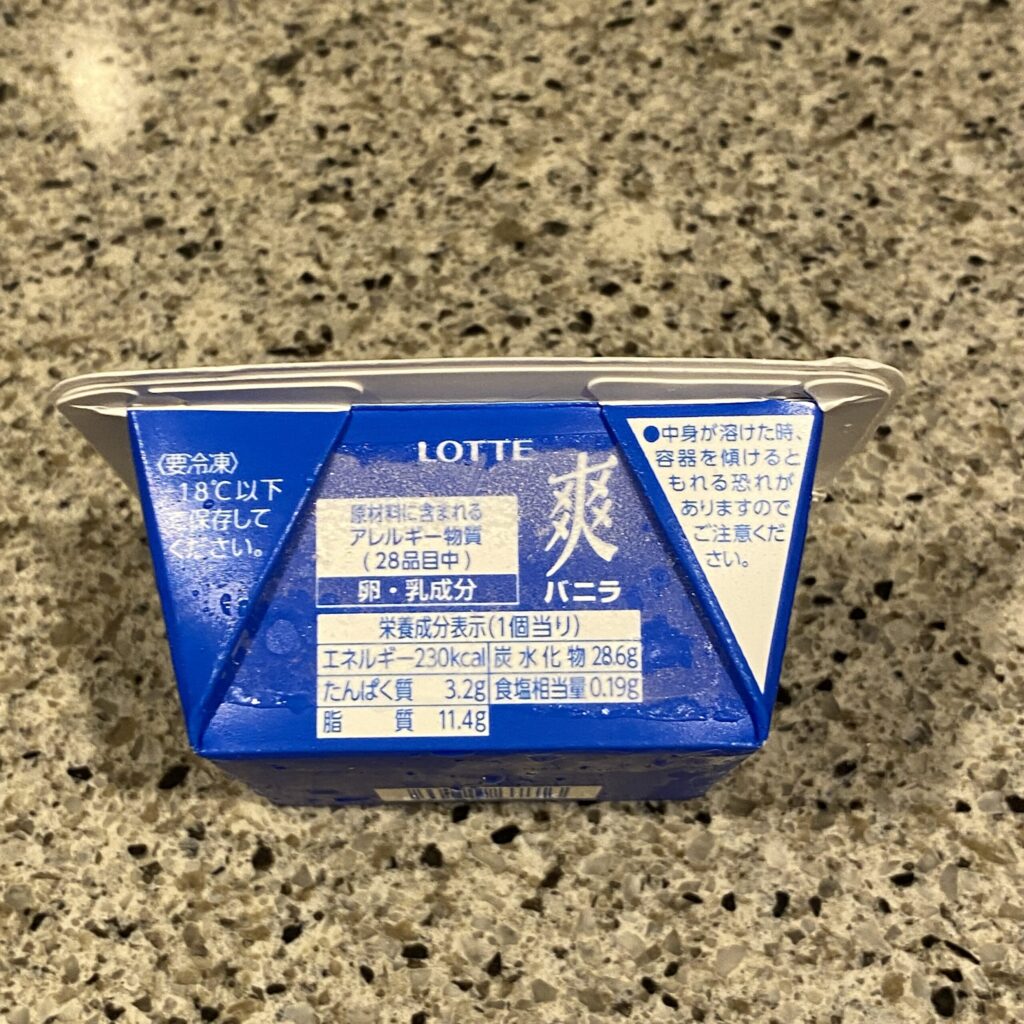 〈要冷凍〉
18℃以下
で保存して
ください。
LOTTE
爽
バニラ
原材料に含まれる
アレルギー物質
(28品目中)
卵・乳成分
栄養成分表示(1個当り)
エネルギー230kcal 炭水化物 28.6g
たんぱく質 3.2g 食塩相当量 0.19g
脂質 11.4g
●中身が溶けた時、
容器を傾けると
もれる恐れが
ありますので
ご注意くだ
さい。